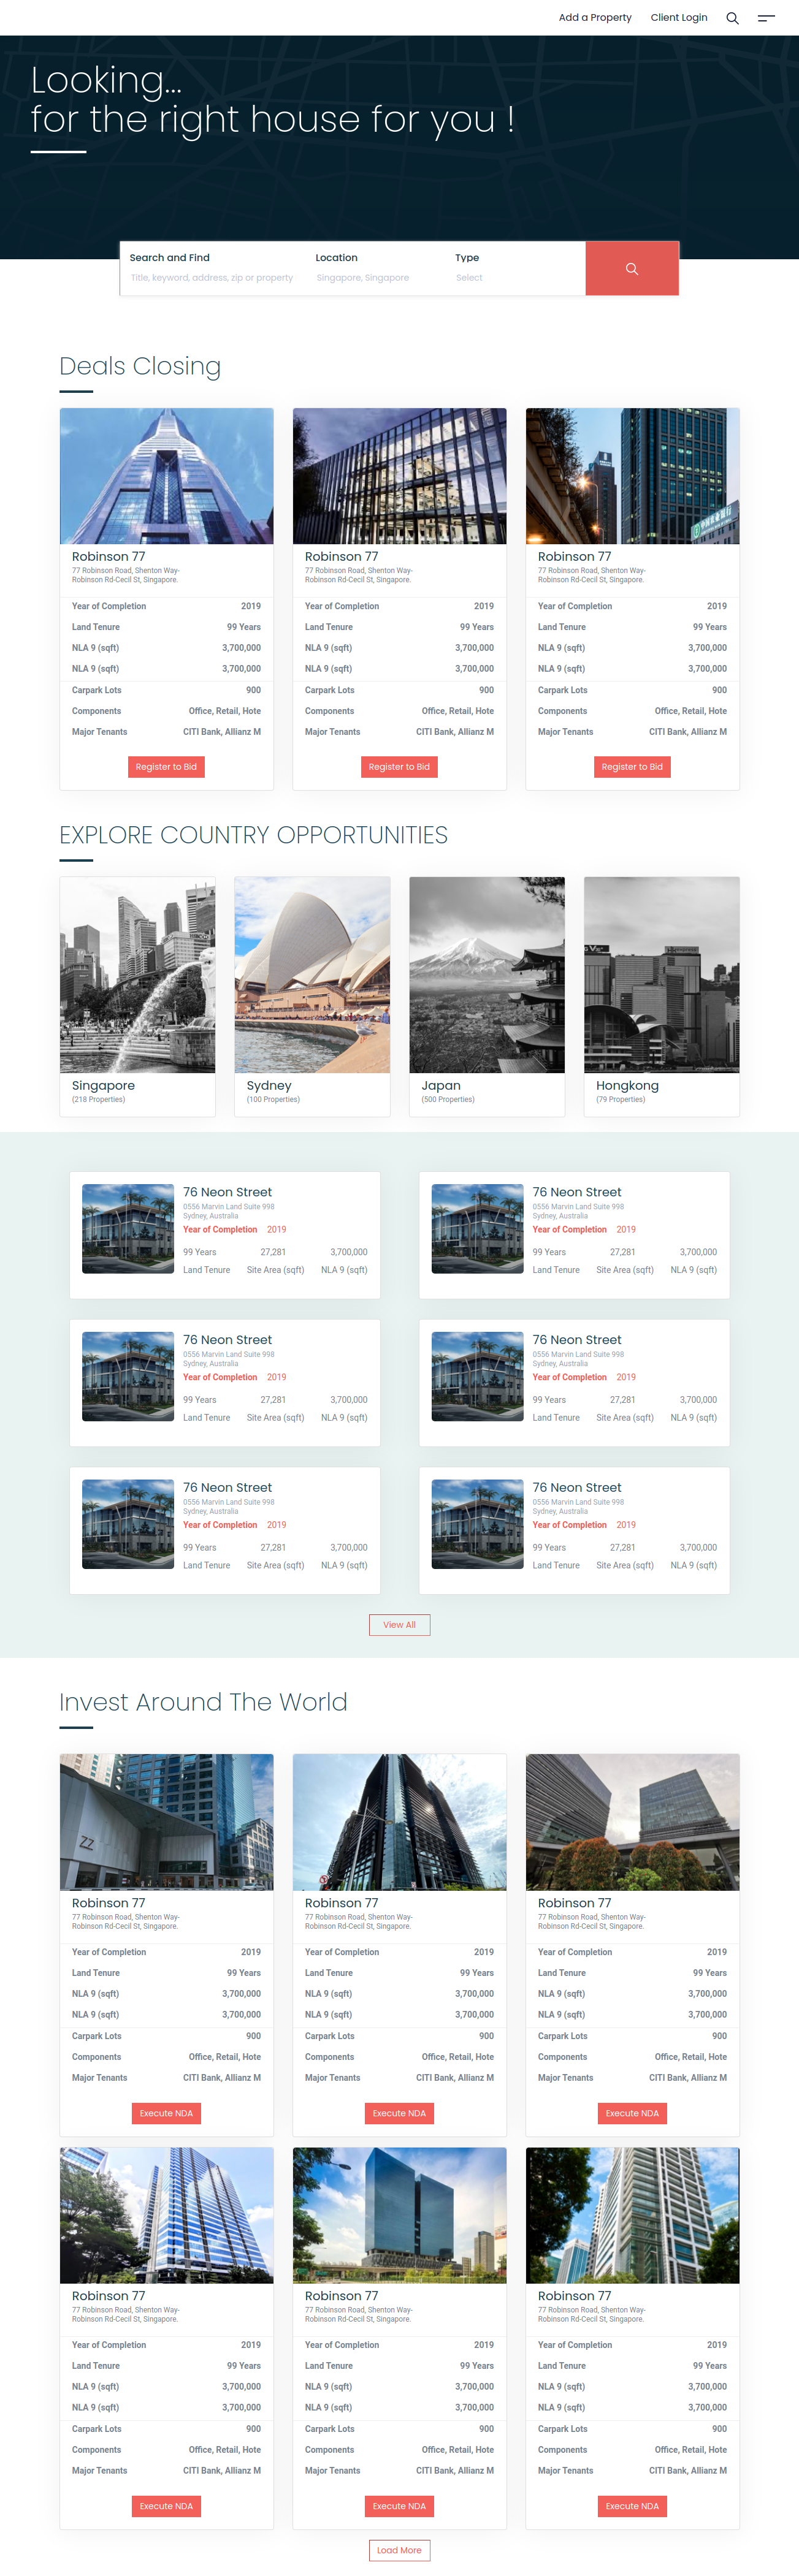 Add a Property Client Login
Looking...
for the right house for you !
Search and Find Location Type
Title, keyword, address, zip or property Singapore, Singapore Select
Deals Closing
Robinson 77 Robinson 77 Robinson 77
77 Robinson Road, Shenton Way- 77 Robinson Road, Shenton Way- 77 Robinson Road, Shenton Way-
Robinson Rd-Cecil St, Singapore. Robinson Rd-Cecil St, Singapore. Robinson Rd-Cecil St, Singapore.
Year of Completion 2019 Year of Completion 2019 Year of Completion 2019
Land Tenure 99 Years Land Tenure 99 Years Land Tenure 99 Years
NLA 9 (sqft) 3,700,000 NLA 9 (sqft) 3,700,000 NLA 9 (sqft) 3,700,000
NLA 9 (sqft) 3,700,000 NLA 9 (sqft) 3,700,000 NLA 9 (sqft) 3,700,000
Carpark Lots 900 Carpark Lots 900 Carpark Lots 900
Components Office, Retail, Hote Components Office, Retail, Hote Components Office, Retail, Hote
Major Tenants CITI Bank, Allianz M Major Tenants CITI Bank, Allianz M Major Tenants CITI Bank, Allianz M
Register to Bid Register to Bid Register to Bid
EXPLORE COUNTRY OPPORTUNITIES
Singapore Sydney Japan Hongkong
(218 Properties) (100 Properties) (500 Properties) (79 Properties)
76 Neon Street 76 Neon Street
0556 Marvin Land Suite 998 0556 Marvin Land Suite 998
Sydney, Australia Sydney, Australia
Year of Completion 2019 Year of Completion 2019
99 Years 27,281 3,700,000 99 Years 27,281 3,700,000
Land Tenure Site Area (sqft) NLA 9 (sqft) Land Tenure Site Area (sqft) NLA 9 (sqft)
76 Neon Street 76 Neon Street
0556 Marvin Land Suite 998 0556 Marvin Land Suite 998
Sydney, Australia Sydney, Australia
Year of Completion 2019 Year of Completion 2019
99 Years 27,281 3,700,000 99 Years 27,281 3,700,000
Land Tenure Site Area (sqft) NLA 9 (sqft) Land Tenure Site Area (sqft) NLA 9 (sqft)
76 Neon Street 76 Neon Street
0556 Marvin Land Suite 998 0556 Marvin Land Suite 998
Sydney, Australia Sydney, Australia
Year of Completion 2019 Year of Completion 2019
99 Years 27,281 3,700,000 99 Years 27,281 3,700,000
Land Tenure Site Area (sqft) NLA 9 (sqft) Land Tenure Site Area (sqft) NLA 9 (sqft)
View All
Invest Around The World
77
Robinson 77 Robinson 77 Robinson 77
77 Robinson Road, Shenton Way- 77 Robinson Road, Shenton Way- 77 Robinson Road, Shenton Way-
Robinson Rd-Cecil St, Singapore. Robinson Rd-Cecil St, Singapore. Robinson Rd-Cecil St, Singapore.
Year of Completion 2019 Year of Completion 2019 Year of Completion 2019
Land Tenure 99 Years Land Tenure 99 Years Land Tenure 99 Years
NLA 9 (sqft) 3,700,000 NLA 9 (sqft) 3,700,000 NLA 9 (sqft) 3,700,000
NLA 9 (sqft) 3,700,000 NLA 9 (sqft) 3,700,000 NLA 9 (sqft) 3,700,000
Carpark Lots 900 Carpark Lots 900 Carpark Lots 900
Components Office, Retail, Hote Components Office, Retail, Hote Components Office, Retail, Hote
Major Tenants CITI Bank, Allianz M Major Tenants CITI Bank, Allianz M Major Tenants CITI Bank, Allianz M
Execute NDA Execute NDA Execute NDA
Robinson 77 Robinson 77 Robinson 77
77 Robinson Road, Shenton Way- 77 Robinson Road, Shenton Way- 77 Robinson Road, Shenton Way-
Robinson Rd-Cecil St, Singapore. Robinson Rd-Cecil St, Singapore. Robinson Rd-Cecil St, Singapore.
Year of Completion 2019 Year of Completion 2019 Year of Completion 2019
Land Tenure 99 Years Land Tenure 99 Years Land Tenure 99 Years
NLA 9 (sqft) 3,700,000 NLA 9 (sqft) 3,700,000 NLA 9 (sqft) 3,700,000
NLA 9 (sqft) 3,700,000 NLA 9 (sqft) 3,700,000 NLA 9 (sqft) 3,700,000
Carpark Lots 900 Carpark Lots 900 Carpark Lots 900
Components Office, Retail, Hote Components Office, Retail, Hote Components Office, Retail, Hote
Major Tenants CITI Bank, Allianz M Major Tenants CITI Bank, Allianz M Major Tenants CITI Bank, Allianz M
Execute NDA Execute NDA Execute NDA
Load More